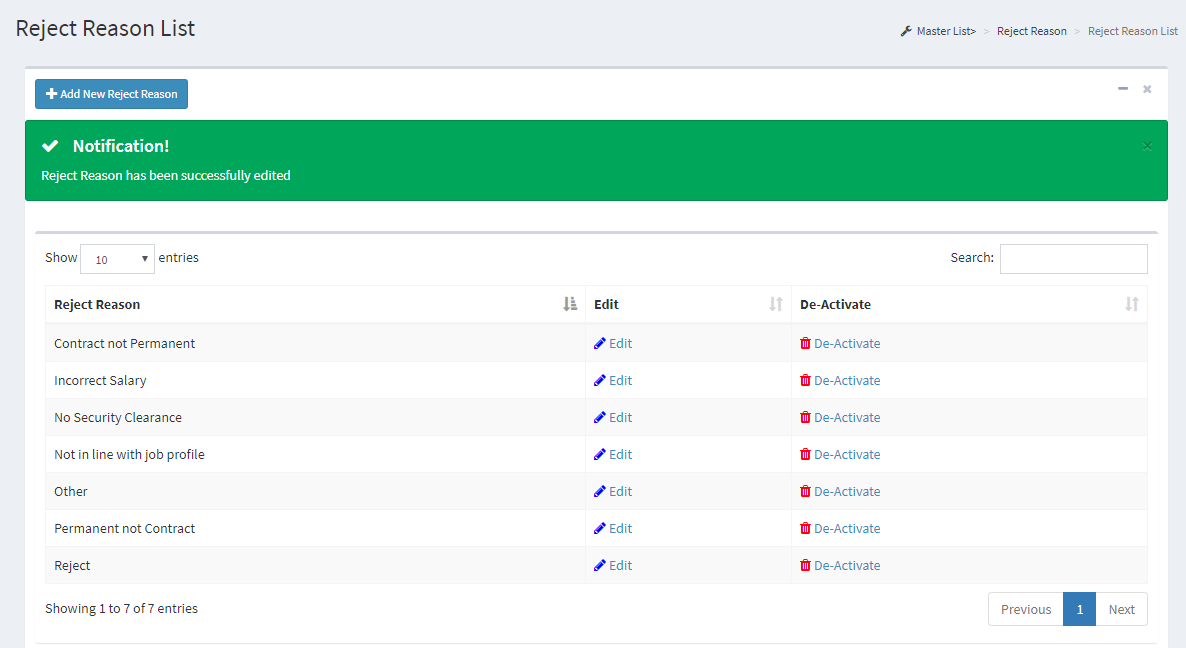 Reject Reason List
Master List> > Reject Reason > Reject Reason List
Add New Reject Reason
Notification!
Reject Reason has been successfully edited
Show 10 entries Search:
Reject Reason Edit De-Activate
Contract not Permanent Edit De-Activate
Incorrect Salary Edit De-Activate
No Security Clearance Edit De-Activate
Not in line with job profile Edit De-Activate
Other Edit De-Activate
Permanent not Contract Edit De-Activate
Reject Edit De-Activate
Showing 1 to 7 of 7 entries Previous 1 Next